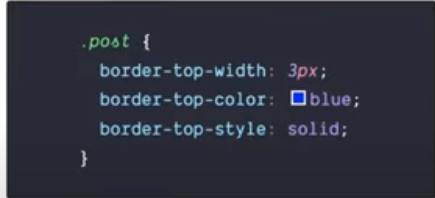 .post {
border-top-width: 3px;
border-top-color: blue;
border-top-style: solid;
}